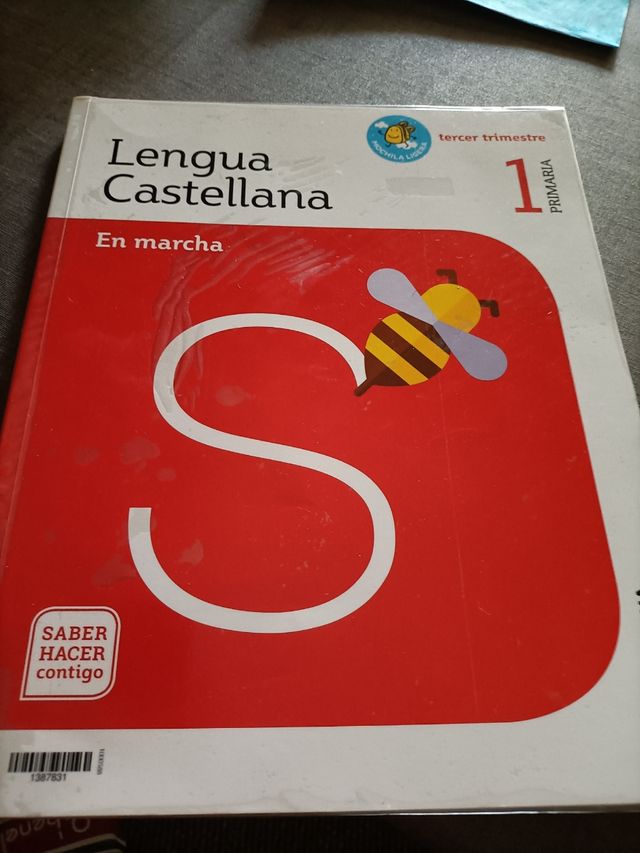 Lengua
Castellana
MOCHILA LIGERA
tercer trimestre
1
PRIMARIA
En marcha
S
SABER
HACER
contigo
1387831